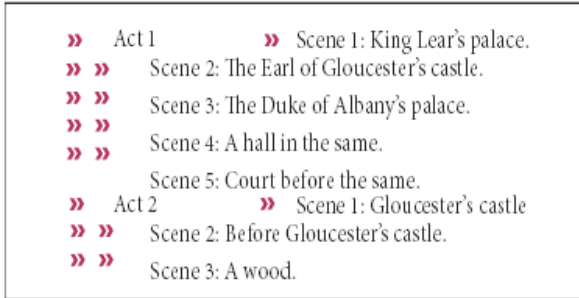 » Act 1 » Scene 1: King Lear's palace.
» » Scene 2: The Earl of Gloucester's castle.
» » Scene 3: The Duke of Albany's palace.
» » Scene 4: A hall in the same.
» » Scene 5: Court before the same.
» Act 2 » Scene 1: Gloucester's castle
» » Scene 2: Before Gloucester's castle.
» » Scene 3: A wood.